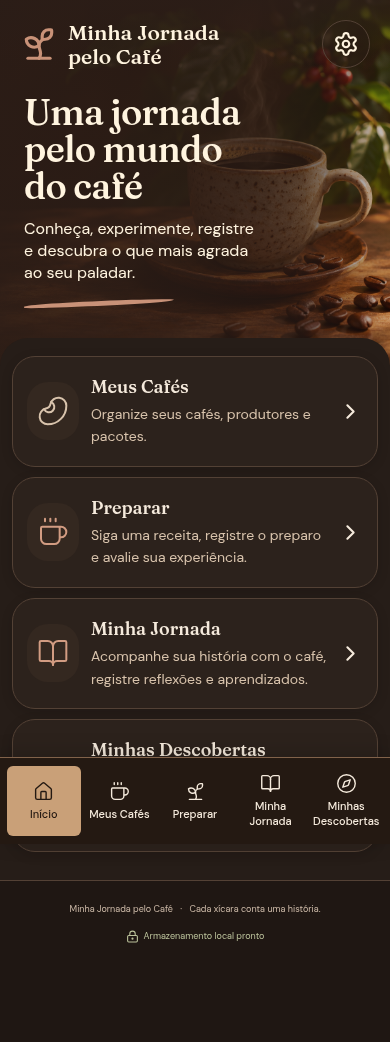 Minha Jornada
pelo Café
Uma jornada
pelo mundo
do café
Conheça, experimente, registre
e descubra o que mais agrada
ao seu paladar.
Meus Cafés
Organize seus cafés, produtores e
pacotes.
Preparar
Siga uma receita, registre o preparo
e avalie sua experiência.
Minha Jornada
Acompanhe sua história com o café,
registre reflexões e aprendizados.
Minhas Descobertas
Início
Meus Cafés
Preparar
Minha
Jornada
Minhas
Descobertas
Minha Jornada pelo Café · Cada xícara conta uma história.
Armazenamento local pronto